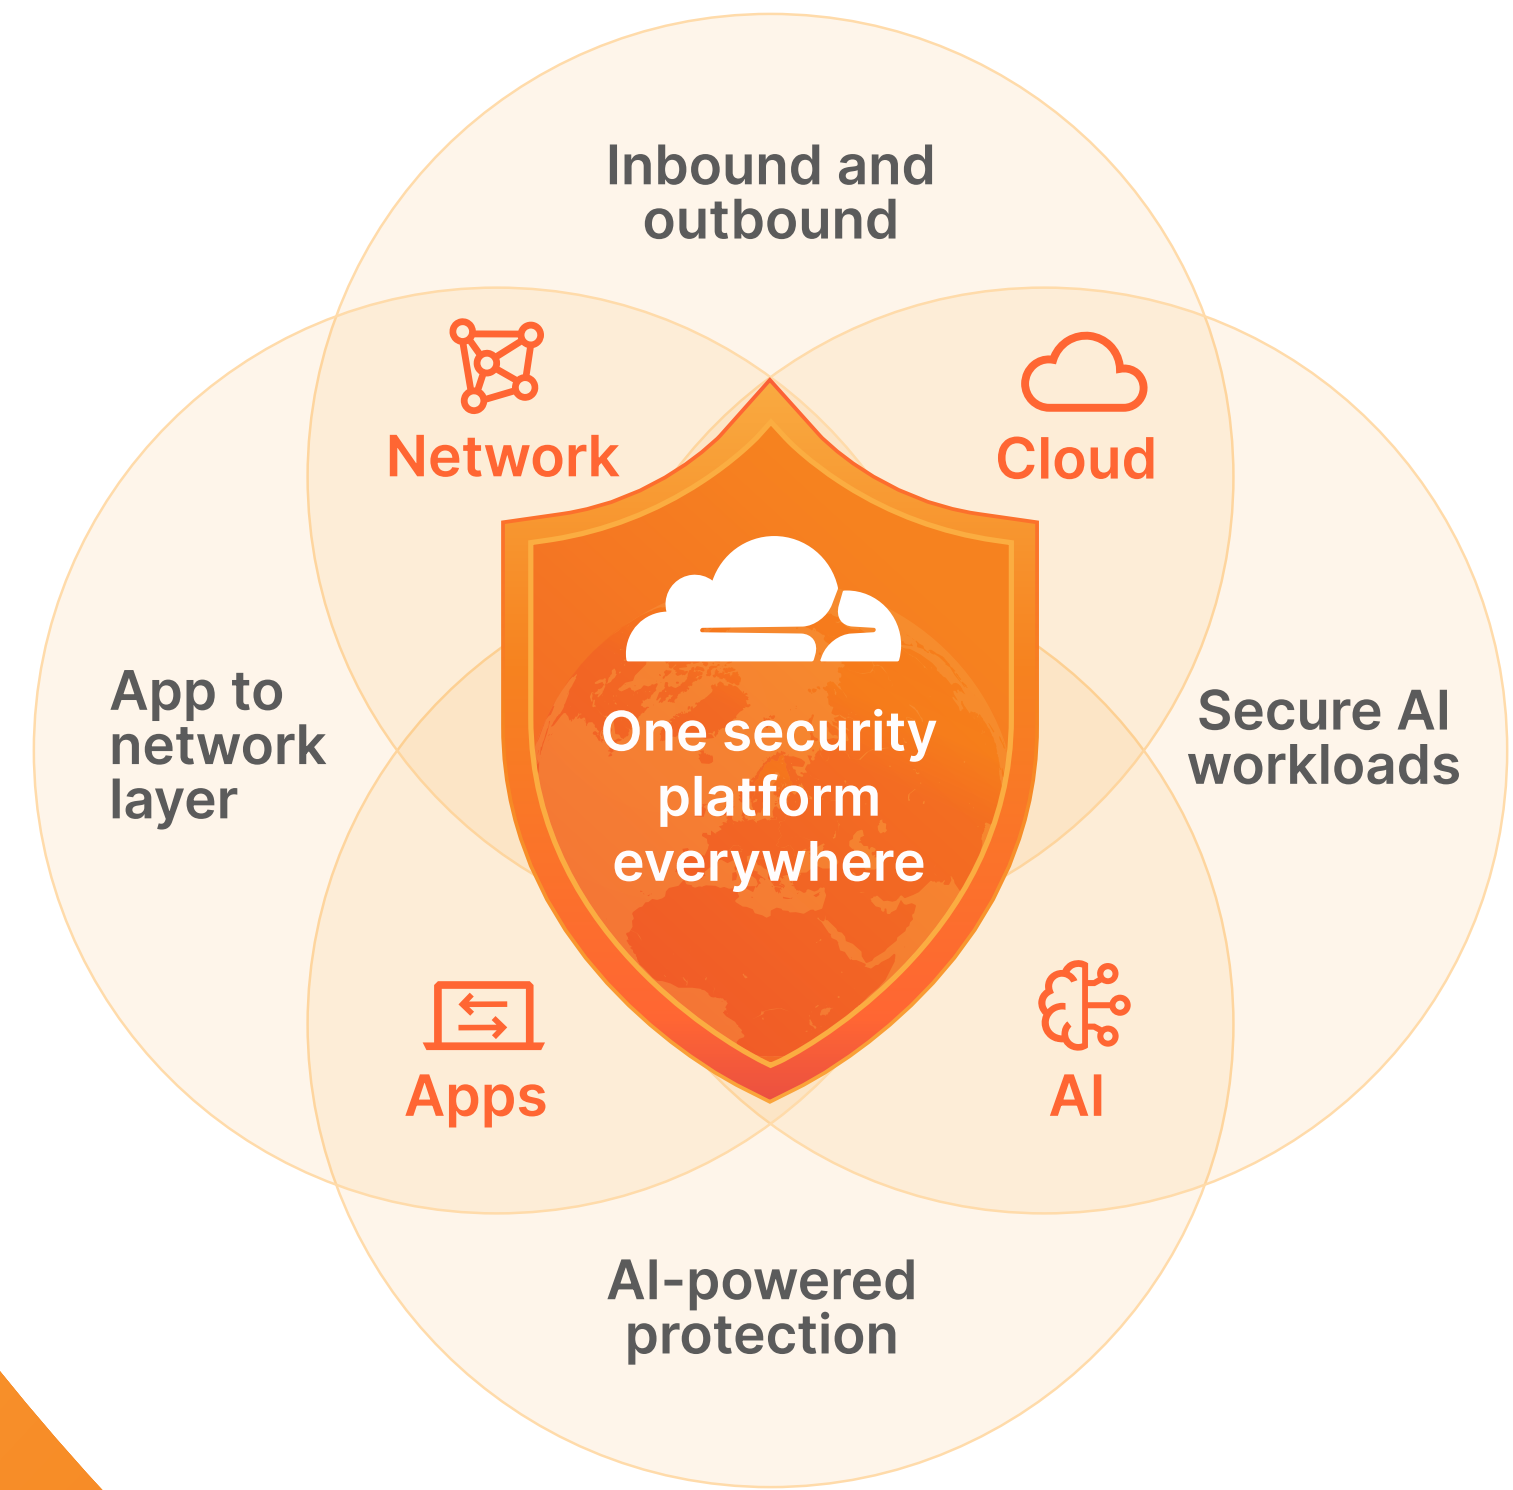 Inbound and
outbound
Network
Cloud
App to
network
layer
One security
platform
everywhere
Secure AI
workloads
Apps
AI
AI-powered
protection